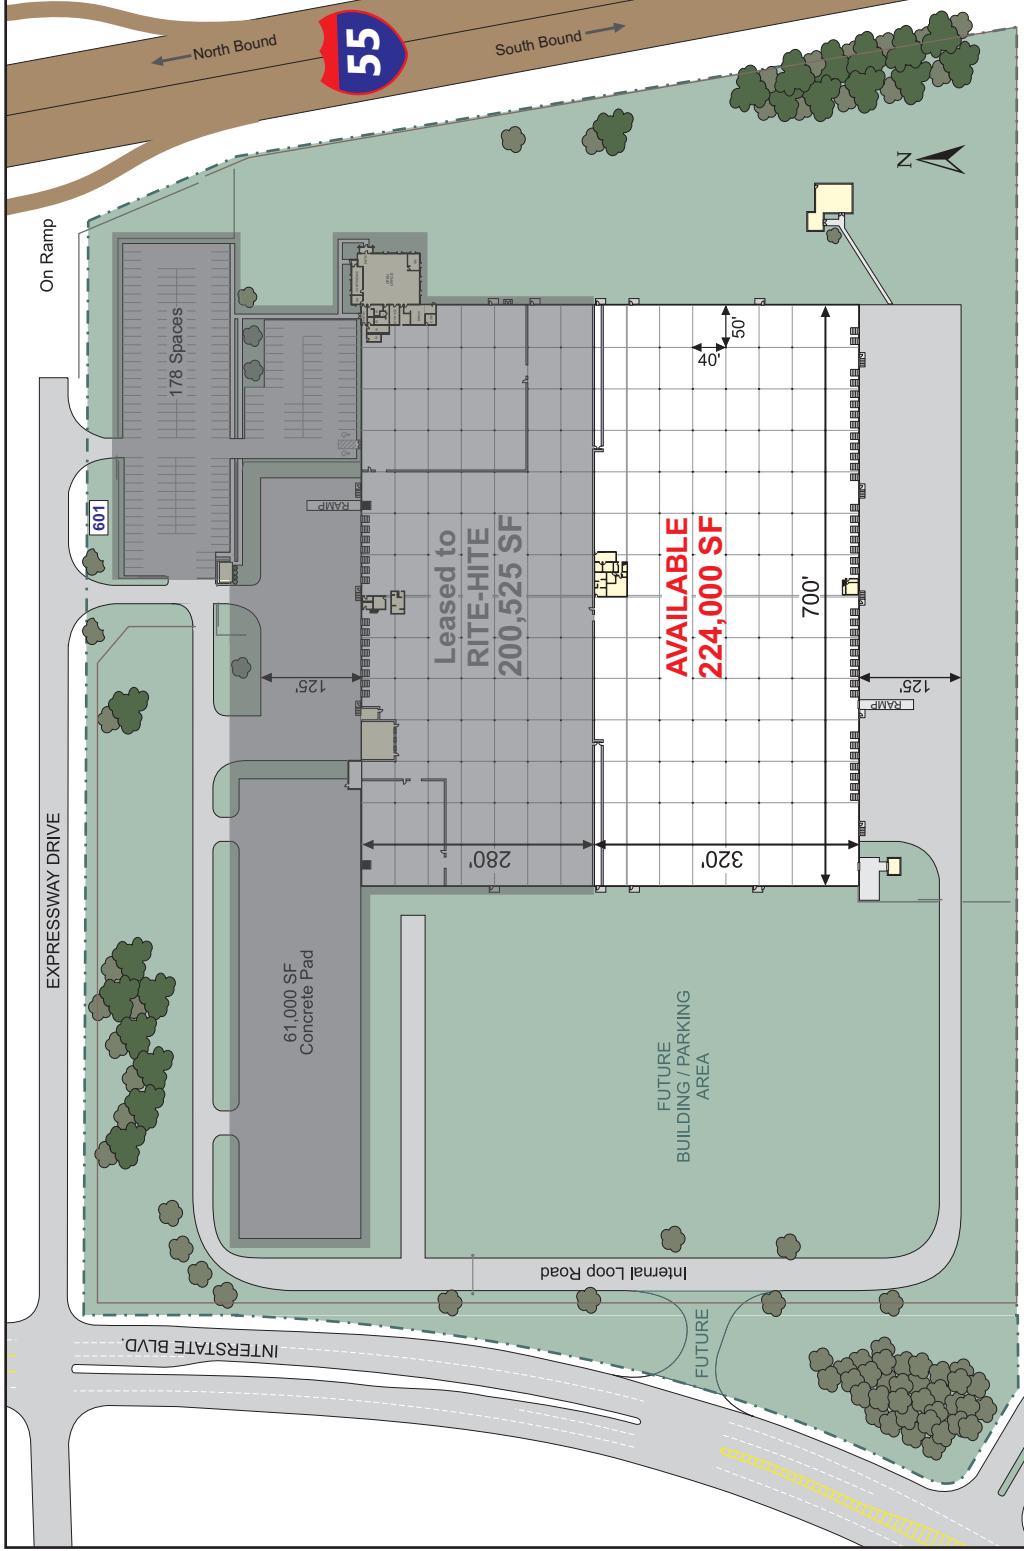 North Bound
55
South Bound
On Ramp
N
178 Spaces
601
RAMP
EXPRESSWAY DRIVE
125'
Leased to
RITE-HITE
200,525 SF
AVAILABLE
224,000 SF
40'
50'
700'
280'
320'
125'
RAMP
61,000 SF
Concrete Pad
FUTURE
BUILDING / PARKING
AREA
Internal Loop Road
INTERSTATE BLVD.
FUTURE